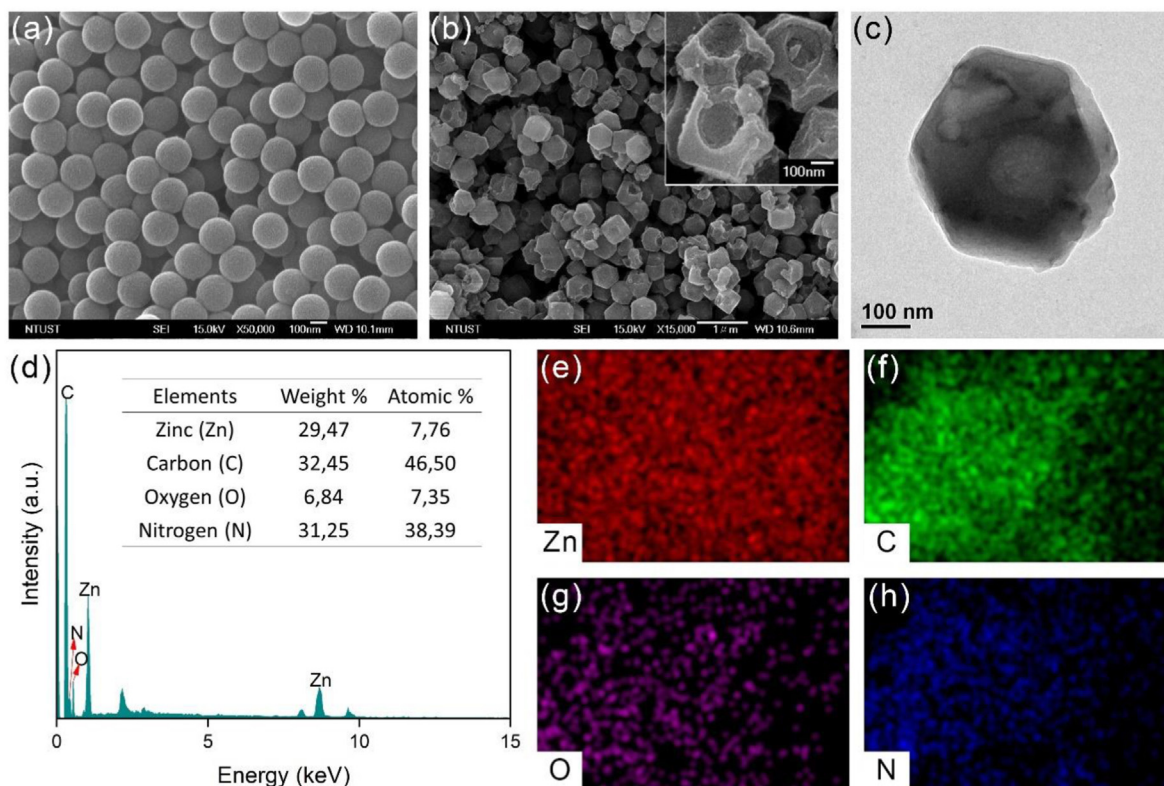 (a)
NTUST SEI 15.0kV X50,000 100nm WD 10.1mm
(b)
100nm
NTUST SEI 15.0kV X15,000 1μm WD 10.6mm
(c)
100 nm
(d)
C
Elements Weight % Atomic %
Zinc (Zn) 29,47 7,76
Carbon (C) 32,45 46,50
Oxygen (O) 6,84 7,35
Nitrogen (N) 31,25 38,39
Zn
N
O
Zn
Intensity (a.u.)
0 5 10 15
Energy (keV)
(e)
Zn
(f)
C
(g)
O
(h)
N